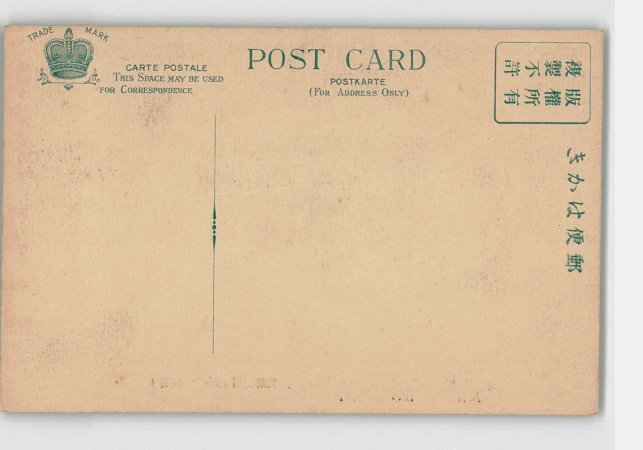 TRADE MARK
CARTE POSTALE
THIS SPACE MAY BE USED
FOR CORRESPONDENCE
POST CARD
POSTKARTE
(FOR ADDRESS ONLY)
版權所有
複製不許
郵便はかき